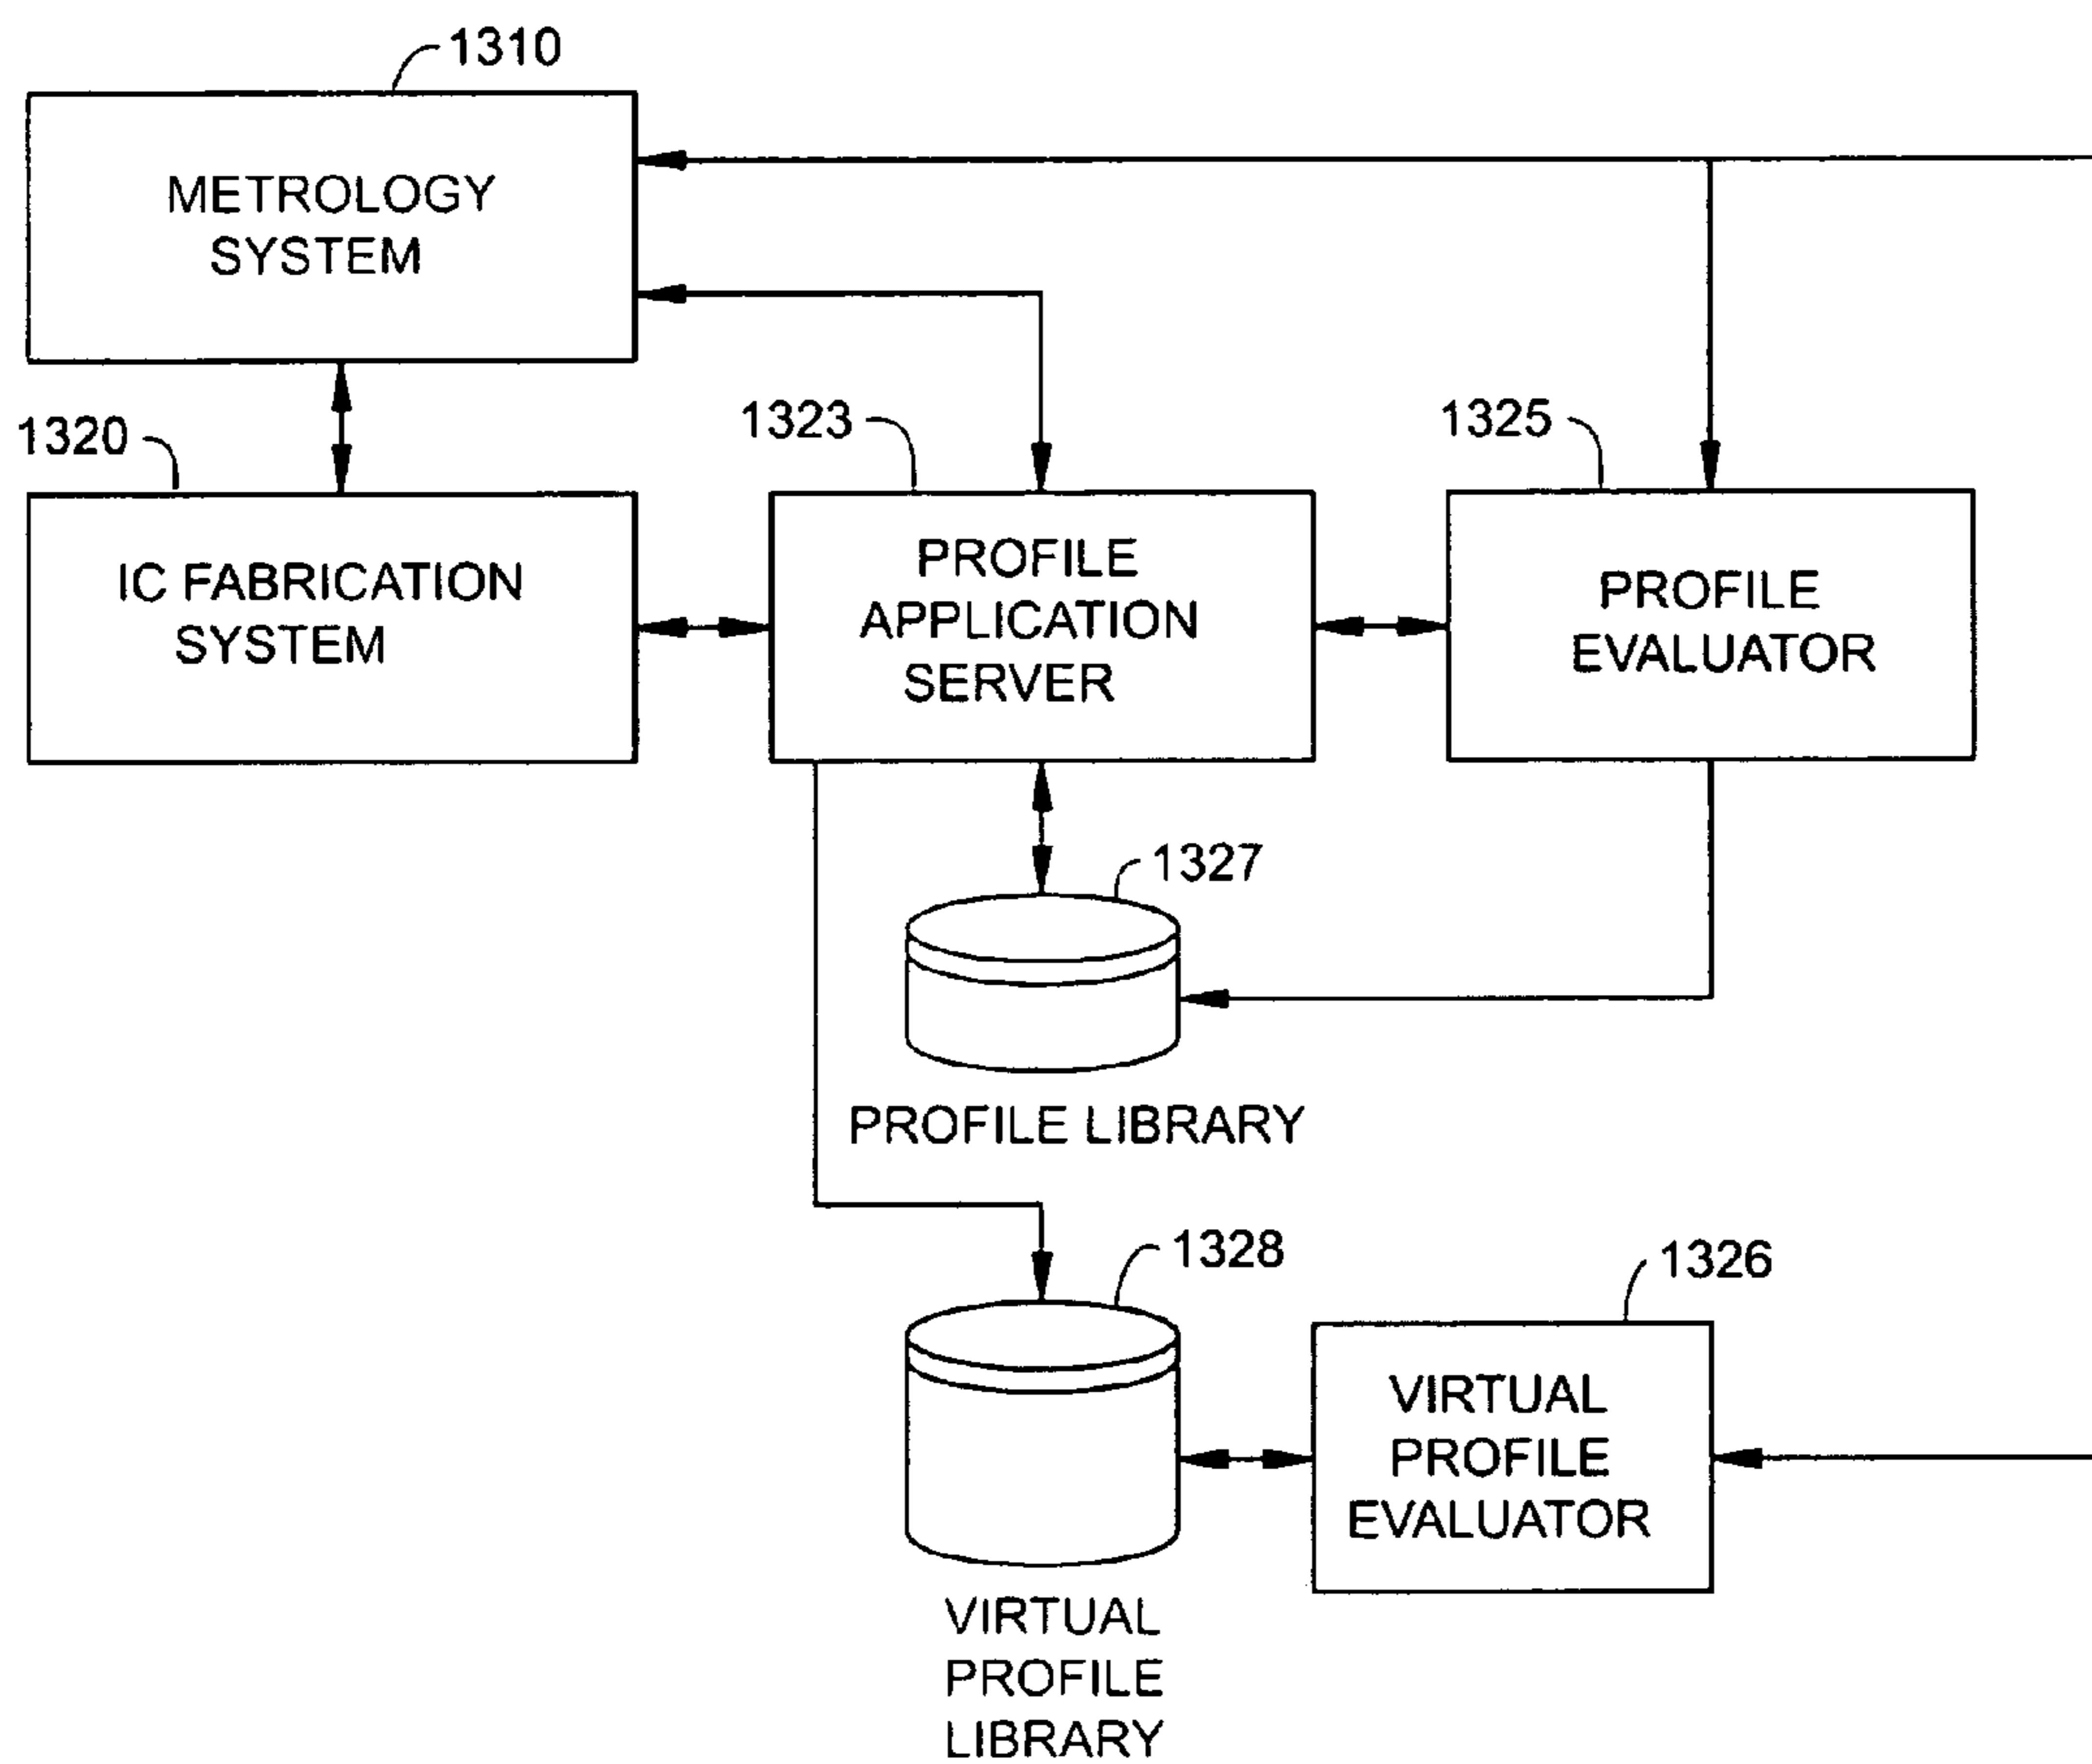 1310
METROLOGY
SYSTEM
1320
1323
1325
IC FABRICATION
SYSTEM
PROFILE
APPLICATION
SERVER
PROFILE
EVALUATOR
1327
PROFILE LIBRARY
1328
1326
VIRTUAL
PROFILE
EVALUATOR
VIRTUAL
PROFILE
LIBRARY